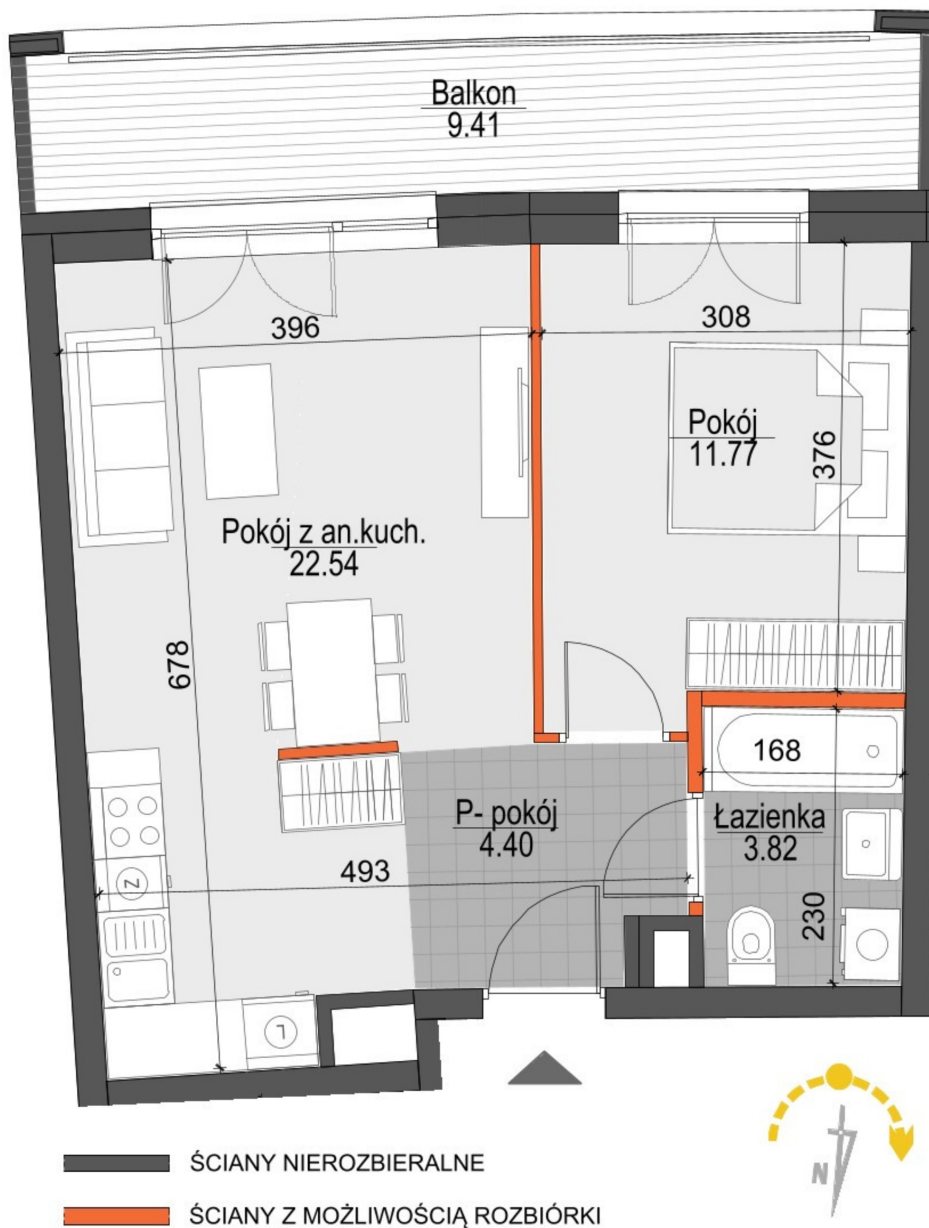 Balkon
9.41
396
308
Pokój
11.77
376
Pokój z an.kuch.
22.54
678
168
P- pokój
4.40
Łazienka
3.82
493
Z
230
L
N
ŚCIANY NIEROZBIERALNE
ŚCIANY Z MOŻLIWOŚCIĄ ROZBIÓRKI